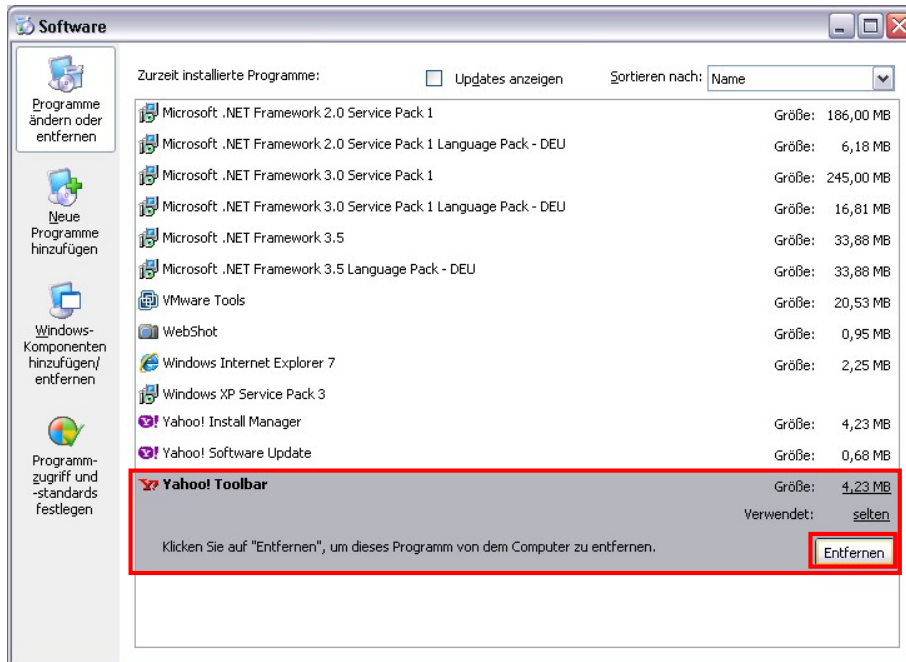 Software
Programme
ändern oder
entfernen
Neue
Programme
hinzufügen
Windows-
Komponenten
hinzufügen/
entfernen
Programm-
zugriff und
-standards
festlegen
Zurzeit installierte Programme: Updates anzeigen Sortieren nach: Name
Microsoft .NET Framework 2.0 Service Pack 1 Größe: 186,00 MB
Microsoft .NET Framework 2.0 Service Pack 1 Language Pack - DEU Größe: 6,18 MB
Microsoft .NET Framework 3.0 Service Pack 1 Größe: 245,00 MB
Microsoft .NET Framework 3.0 Service Pack 1 Language Pack - DEU Größe: 16,81 MB
Microsoft .NET Framework 3.5 Größe: 33,88 MB
Microsoft .NET Framework 3.5 Language Pack - DEU Größe: 33,88 MB
VMware Tools Größe: 20,53 MB
WebShot Größe: 0,95 MB
Windows Internet Explorer 7 Größe: 2,25 MB
Windows XP Service Pack 3
Yahoo! Install Manager Größe: 4,23 MB
Yahoo! Software Update Größe: 0,68 MB
Yahoo! Toolbar Größe: 4,23 MB
Verwendet: selten
Klicken Sie auf "Entfernen", um dieses Programm von dem Computer zu entfernen. Entfernen